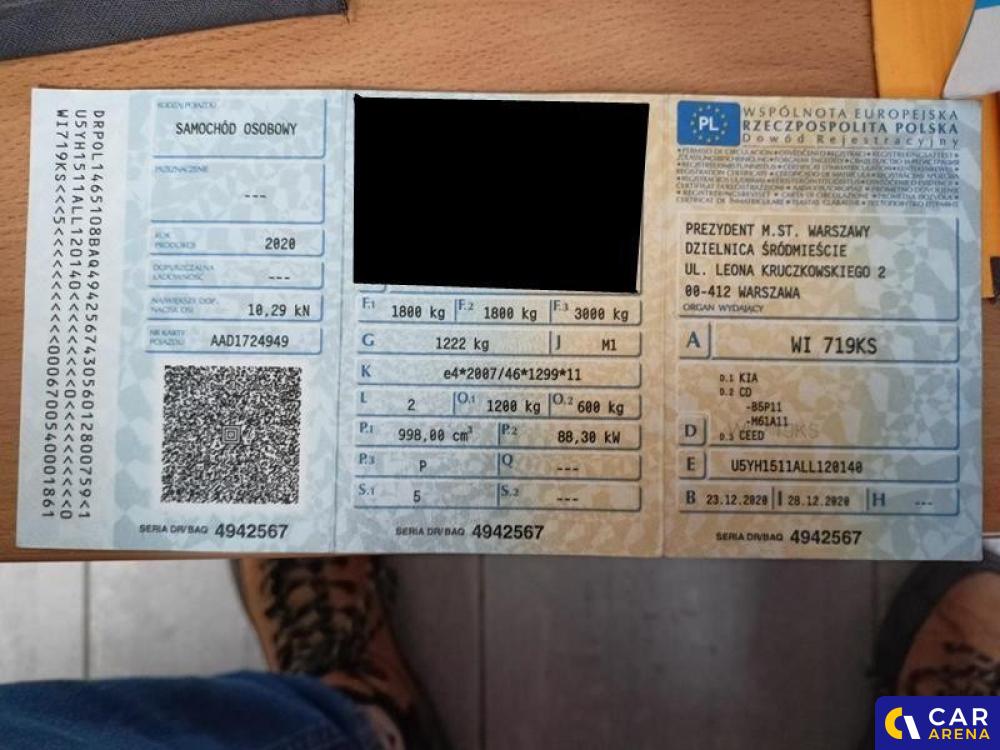 DRPOL1465108BAQ4942567430560128007594<1
U5YH1511ALL120140<<<<<<<<<<<<<<<<<<<<<0
WI719KS<<<5<<<<<<<<<<<<0006700540001861
RODZAJ POJAZDU
SAMOCHÓD OSOBOWY
PRZEZNACZENIE
---
ROK PRODUKCJI
2020
DOPUSZCZALNA ŁADOWNOŚĆ
---
NAJWIĘKSZY DOP. NACISK OSI
10,29 kN
NR KARTY POJAZDU
AAD1724949
SERIA DR/BAQ 4942567
F.1 1800 kg F.2 1800 kg F.3 3000 kg
G 1222 kg J M1
K e4*2007/46*1299*11
L 2 O.1 1200 kg O.2 600 kg
P.1 998,00 cm³ P.2 88,30 kW
P.3 P Q ---
S.1 5 S.2 ---
SERIA DR/BAQ 4942567
PL
WSPÓLNOTA EUROPEJSKA
RZECZPOSPOLITA POLSKA
Dowód Rejestracyjny
PREZYDENT M.ST. WARSZAWY
DZIELNICA ŚRÓDMIEŚCIE
UL. LEONA KRUCZKOWSKIEGO 2
00-412 WARSZAWA
ORGAN WYDAJĄCY
A WI 719KS
D
D.1 KIA
D.2 CD
-B5P11
-M61A11
D.3 CEED
E U5YH1511ALL120140
B 23.12.2020 I 28.12.2020 H ---
SERIA DR/BAQ 4942567
CAR
ARENA